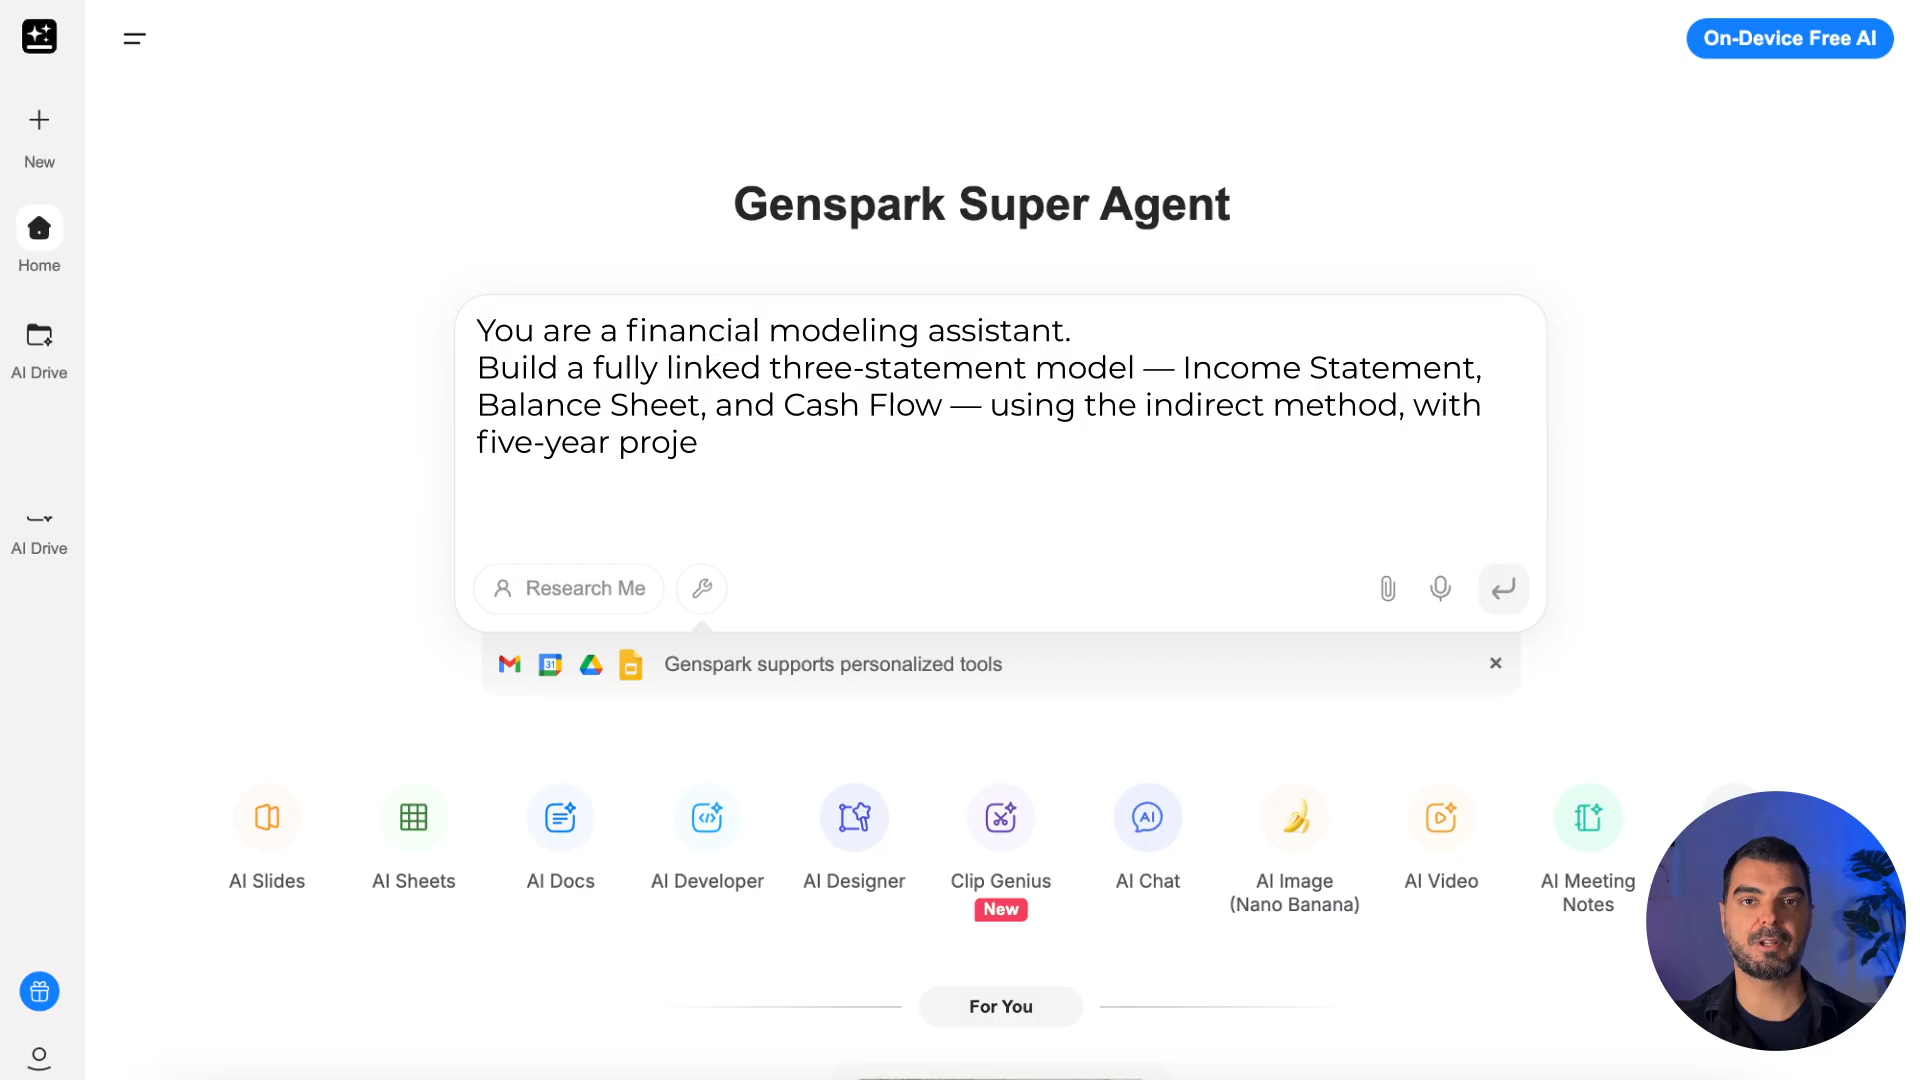 On-Device Free AI
New
Home
AI Drive
AI Drive
Genspark Super Agent
You are a financial modeling assistant.
Build a fully linked three-statement model — Income Statement,
Balance Sheet, and Cash Flow — using the indirect method, with
five-year proje
Research Me
31
Genspark supports personalized tools
AI Slides
AI Sheets
AI Docs
AI Developer
AI Designer
Clip Genius
New
AI
AI Chat
AI Image
(Nano Banana)
AI Video
AI Meeting
Notes
For You